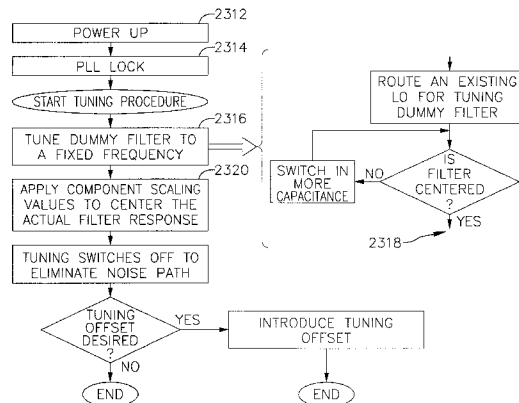 2312
POWER UP
2314
PLL LOCK
START TUNING PROCEDURE
2316
TUNE DUMMY FILTER TO
A FIXED FREQUENCY
2320
APPLY COMPONENT SCALING
VALUES TO CENTER THE
ACTUAL FILTER RESPONSE
TUNING SWITCHES OFF TO
ELIMINATE NOISE PATH
TUNING
OFFSET
DESIRED
?
YES
NO
END
INTRODUCE TUNING
OFFSET
END
ROUTE AN EXISTING
LO FOR TUNING
DUMMY FILTER
IS
FILTER
CENTERED
?
NO
SWITCH IN
MORE
CAPACITANCE
YES
2318